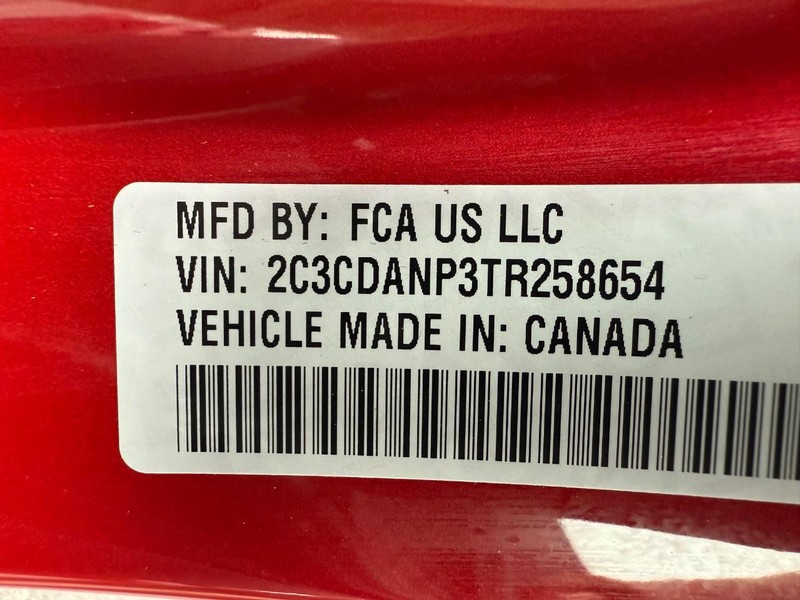 MFD BY: FCA US LLC
VIN: 2C3CDANP3TR258654
VEHICLE MADE IN: CANADA